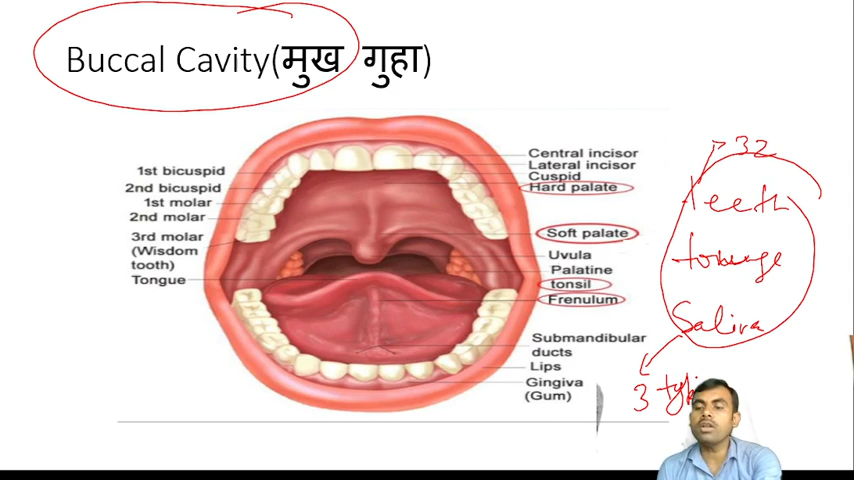 Buccal Cavity(मुख गुहा)
1st bicuspid
2nd bicuspid
1st molar
2nd molar
3rd molar
(Wisdom
tooth)
Tongue
Central incisor
Lateral incisor
Cuspid
Hard palate
Soft palate
Uvula
Palatine
tonsil
Frenulum
Submandibular
ducts
Lips
Gingiva
(Gum)
32
Teeth
Saliva
3